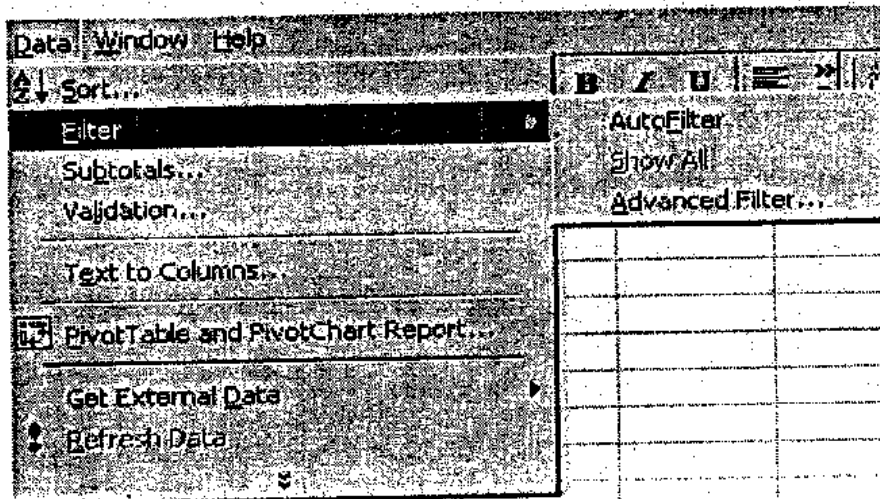 Data Window Help
Sort...
B I U
Filter
AutoFilter
Subtotals...
Show All
Validation...
Advanced Filter...
Text to Columns...
PivotTable and PivotChart Report...
Get External Data
Refresh Data